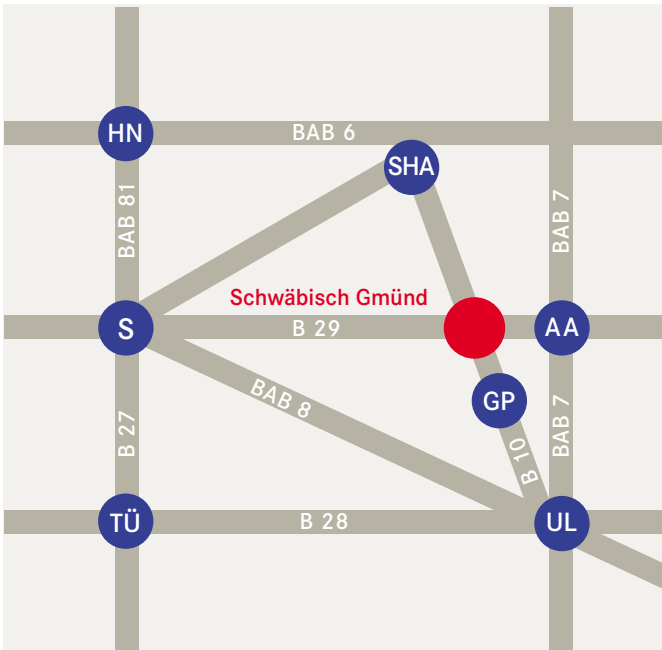 HN
BAB 6
SHA
BAB 81
BAB 7
Schwäbisch Gmünd
S
B 29
AA
BAB 8
GP
B 27
B 10
BAB 7
TÜ
B 28
UL